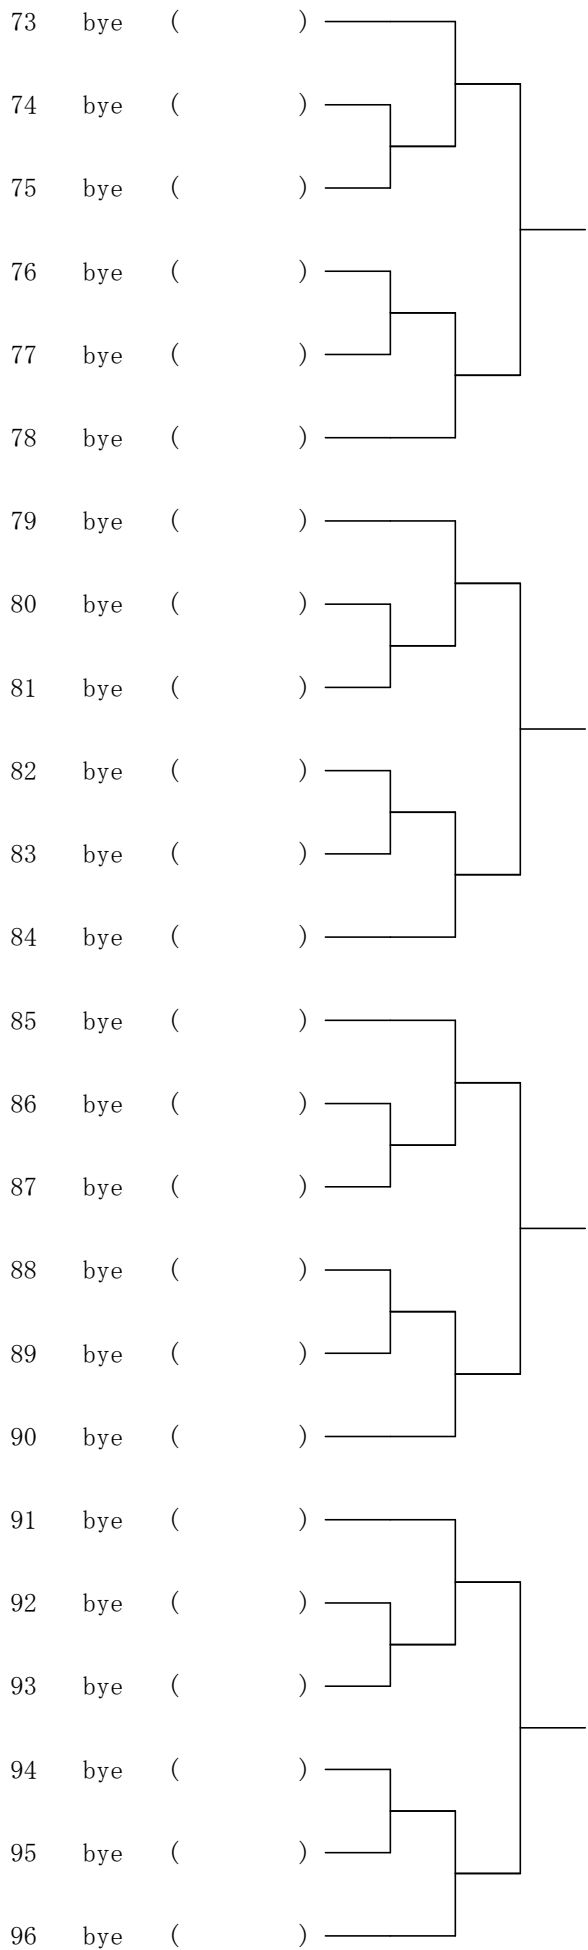 73 bye ( )
74 bye ( )
75 bye ( )
76 bye ( )
77 bye ( )
78 bye ( )
79 bye ( )
80 bye ( )
81 bye ( )
82 bye ( )
83 bye ( )
84 bye ( )
85 bye ( )
86 bye ( )
87 bye ( )
88 bye ( )
89 bye ( )
90 bye ( )
91 bye ( )
92 bye ( )
93 bye ( )
94 bye ( )
95 bye ( )
96 bye ( )